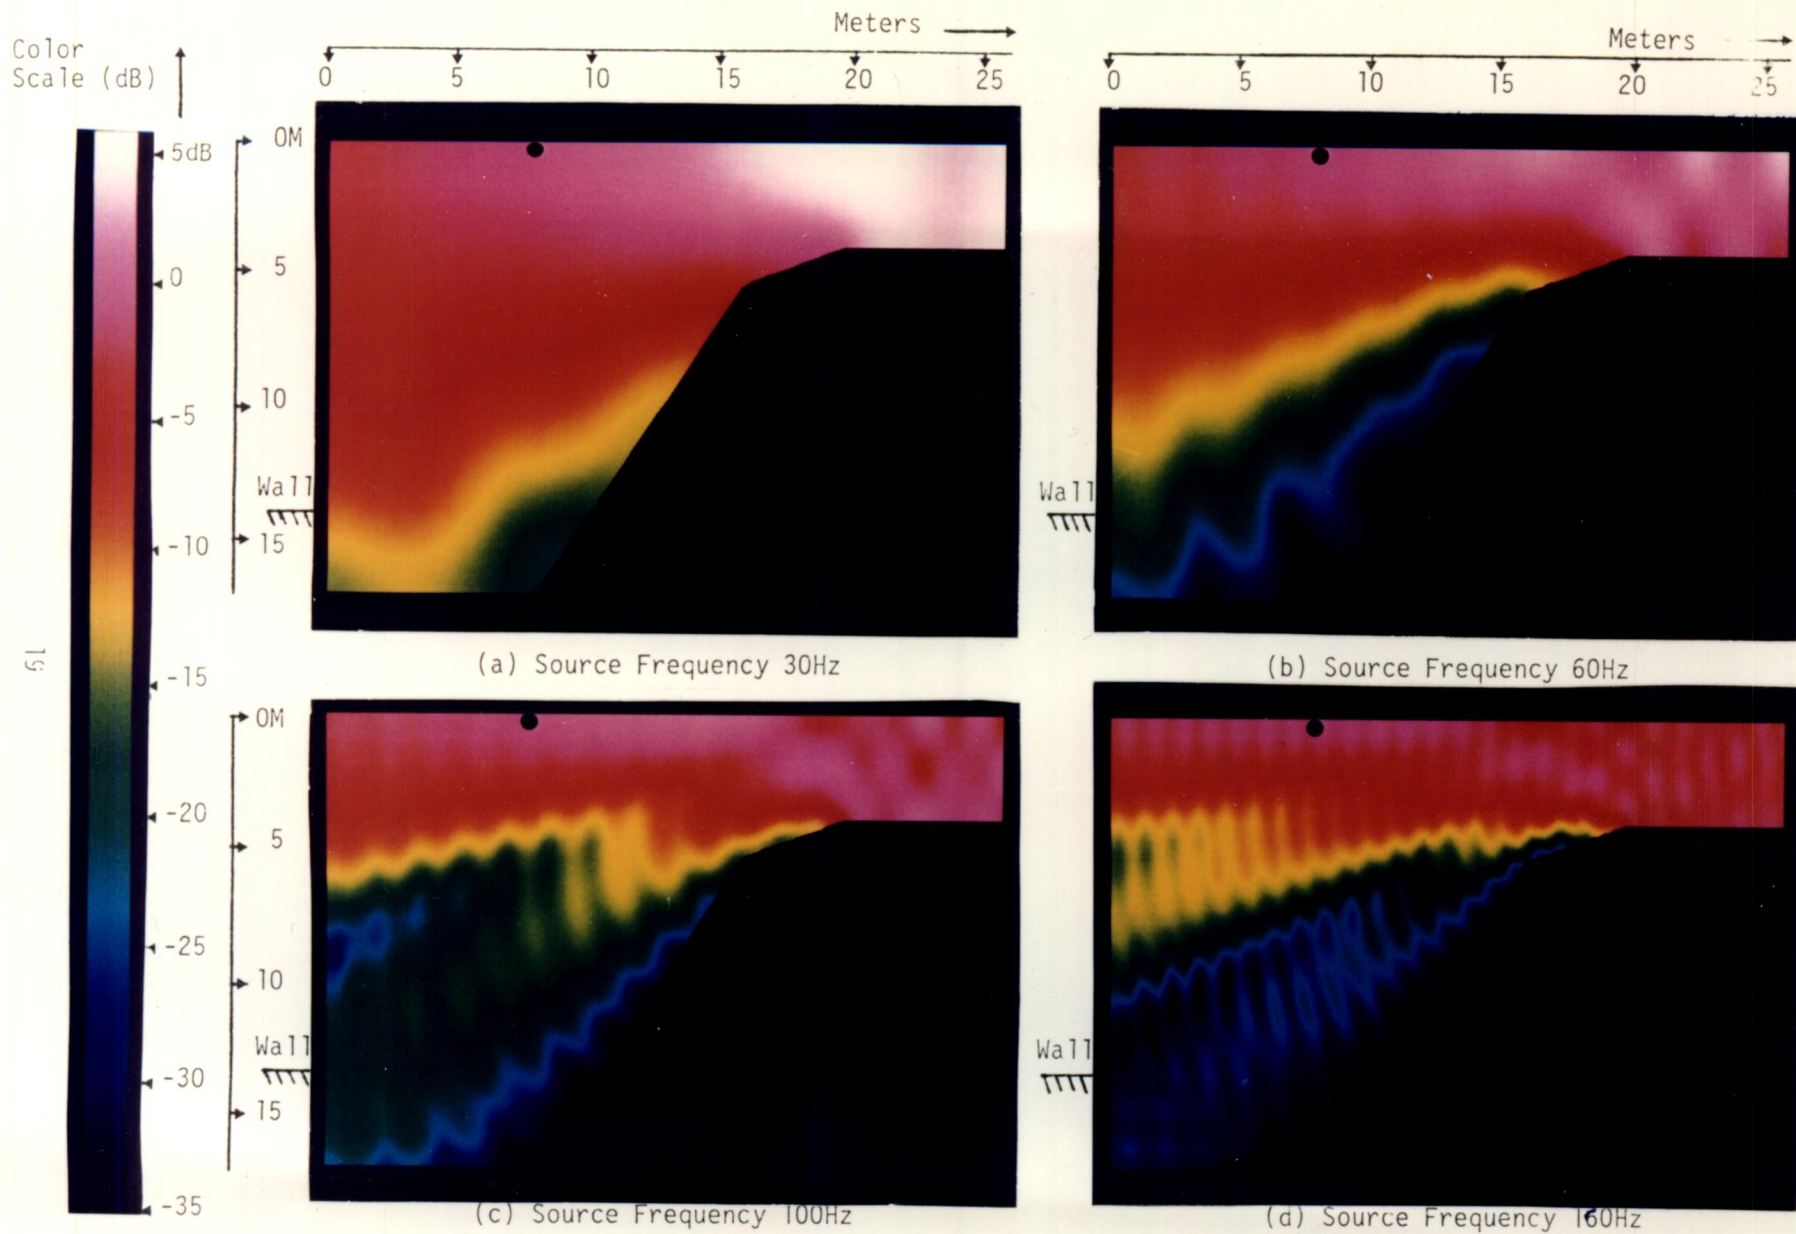 Color
Scale (dB)
5dB
0
-5
-10
-15
-20
-25
-30
-35
19
Meters
0 5 10 15 20 25
0M
5
10
Wall
15
(a) Source Frequency 30Hz
Meters
0 5 10 15 20 25
Wall
(b) Source Frequency 60Hz
0M
5
10
Wall
15
(c) Source Frequency 100Hz
Wall
(d) Source Frequency 160Hz